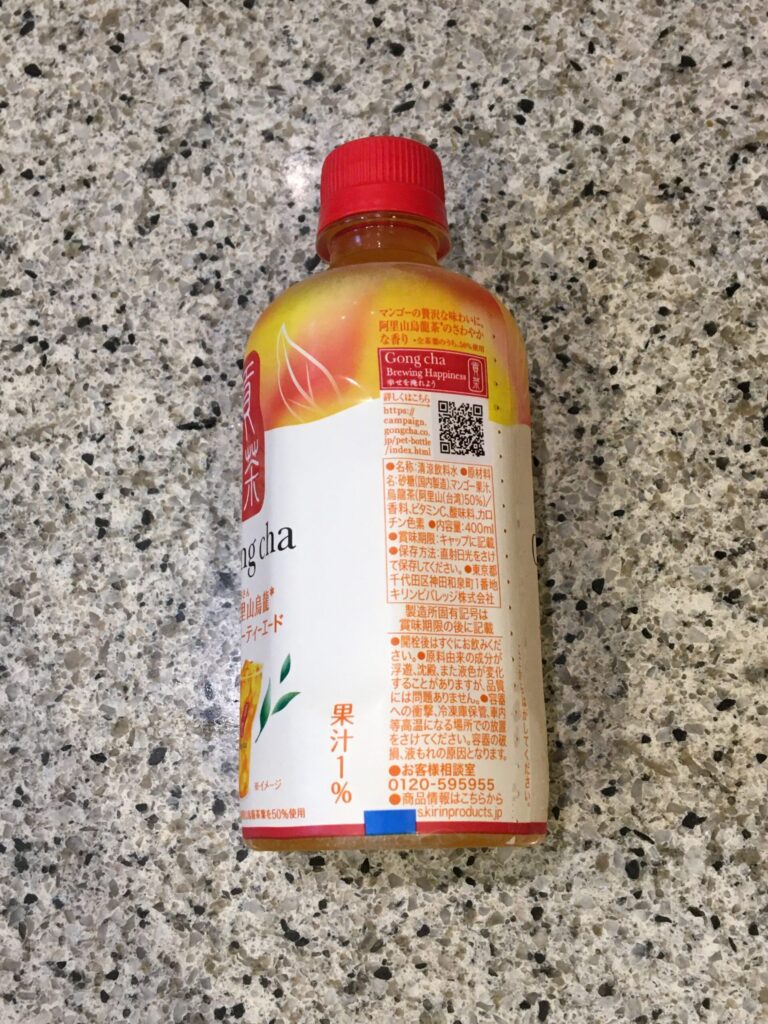 貢
茶
ng cha
里山烏龍*
ーティーエード
※イメージ
烏龍茶葉を50%使用
果汁1%
マンゴーの贅沢な味わいに、
阿里山烏龍茶*のさわやか
な香り *全茶葉のうち、50%使用
Gong cha
Brewing Happiness
幸せを淹れよう
貢茶
詳しくはこちら
https://
campaign.
gongcha.co.
jp/pet-bottle
/index.html
●名称:清涼飲料水 ●原材料
名:砂糖(国内製造)、マンゴー果汁、
烏龍茶(阿里山(台湾)50%)/
香料、ビタミンC、酸味料、カロ
チン色素 ●内容量:400ml
●賞味期限:キャップに記載
●保存方法:直射日光をさけ
て保存してください。●東京都
千代田区神田和泉町1番地
キリンビバレッジ株式会社
製造所固有記号は
賞味期限の後に記載
●開栓後はすぐにお飲みくだ
さい。●原料由来の成分が
浮遊、沈殿、また液色が変化
することがありますが、品質
には問題ありません。●容器
への衝撃、冷凍庫保管、車内
等高温になる場所での放置
をさけてください。容器の破
損、液もれの原因となります。
●お客様相談室
0120-595955
●商品情報はこちらから
s.kirinproducts.jp
はがしてください。